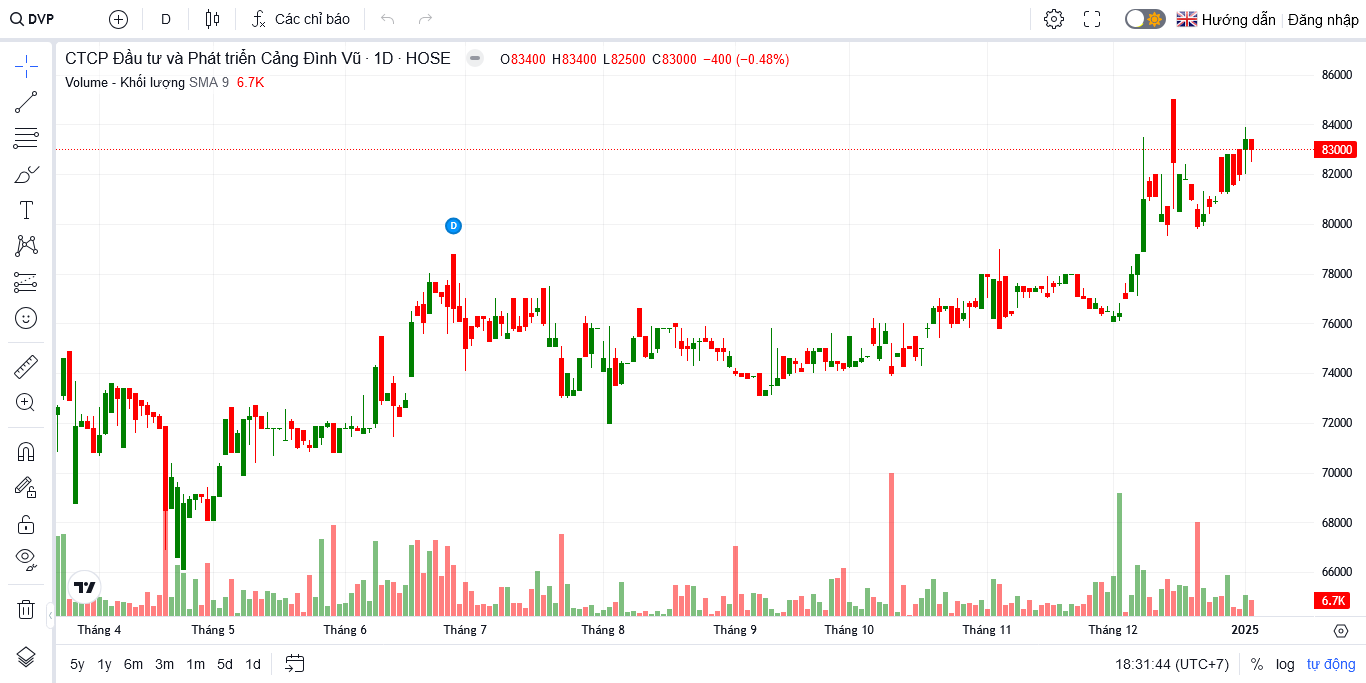 DVP D Các chỉ báo Hướng dẫn Đăng nhập
CTCP Đầu tư và Phát triển Cảng Đình Vũ · 1D · HOSE O83400 H83400 L82500 C83000 −400 (−0.48%)
Volume - Khối lượng SMA 9 6.7K
86000
84000
83000
82000
80000
D
78000
76000
74000
72000
70000
68000
66000
6.7K
Tháng 4 Tháng 5 Tháng 6 Tháng 7 Tháng 8 Tháng 9 Tháng 10 Tháng 11 Tháng 12 2025
5y 1y 6m 3m 1m 5d 1d 18:31:44 (UTC+7) % log tự động